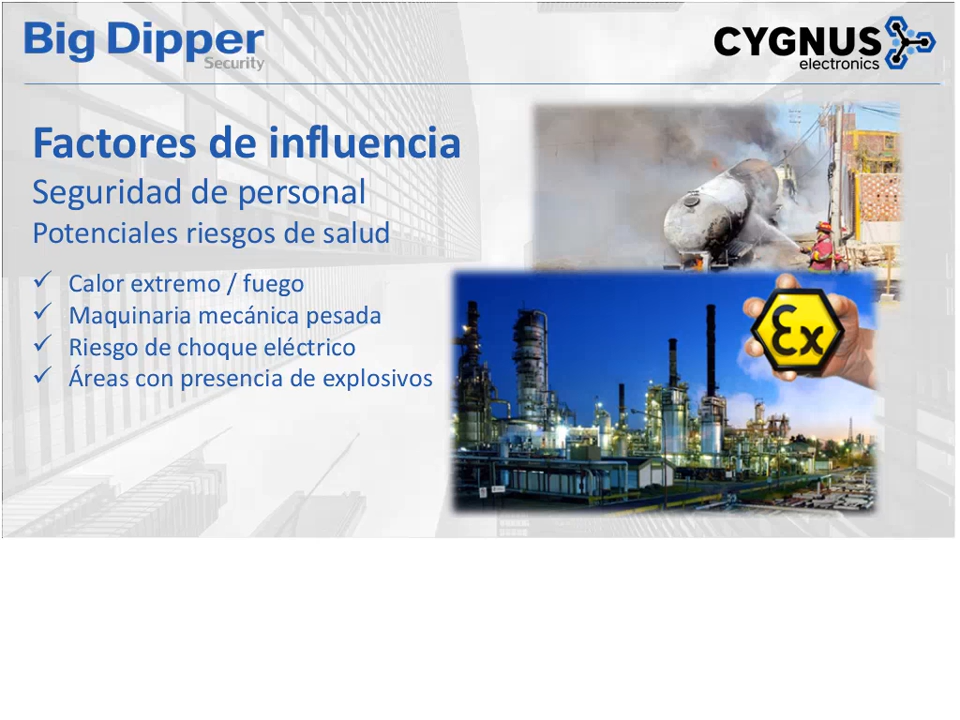 Big Dipper
Security
CYGNUS
electronics
Factores de influencia
Seguridad de personal
Potenciales riesgos de salud
✓ Calor extremo / fuego
✓ Maquinaria mecánica pesada
✓ Riesgo de choque eléctrico
✓ Áreas con presencia de explosivos
Ex